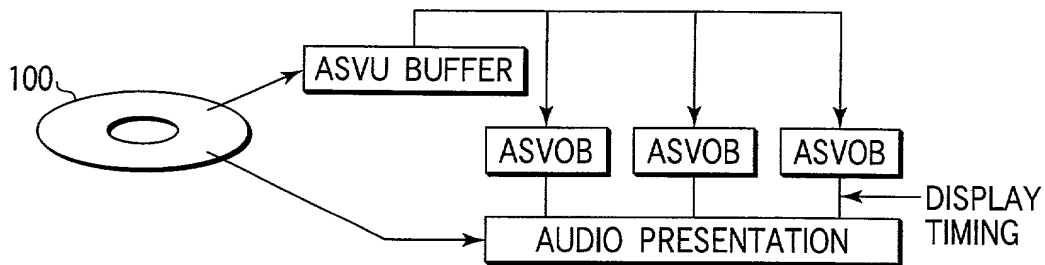 100
ASVU BUFFER
ASVOB
ASVOB
ASVOB
DISPLAY
TIMING
AUDIO PRESENTATION